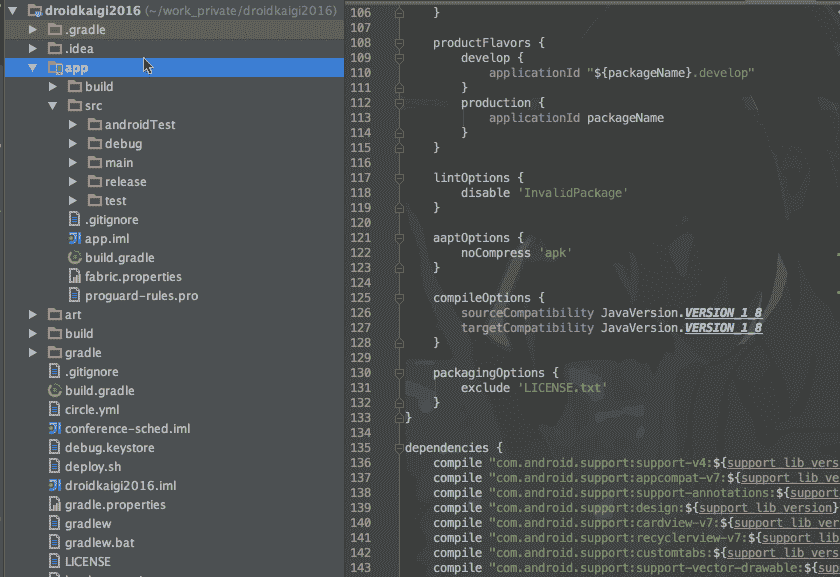 droidkaigi2016 (~/work_private/droidkaigi2016)
.gradle
.idea
app
build
src
androidTest
debug
main
release
test
.gitignore
app.iml
build.gradle
fabric.properties
proguard-rules.pro
art
build
gradle
.gitignore
build.gradle
circle.yml
conference-sched.iml
debug.keystore
deploy.sh
droidkaigi2016.iml
gradle.properties
gradlew
gradlew.bat
LICENSE
106 }
107
108 productFlavors {
109 develop {
110 applicationId "${packageName}.develop"
111 }
112 production {
113 applicationId packageName
114 }
115 }
116
117 lintOptions {
118 disable 'InvalidPackage'
119 }
120
121 aaptOptions {
122 noCompress 'apk'
123 }
124
125 compileOptions {
126 sourceCompatibility JavaVersion.VERSION_1_8
127 targetCompatibility JavaVersion.VERSION_1_8
128 }
129
130 packagingOptions {
131 exclude 'LICENSE.txt'
132 }
133 }
134
135 dependencies {
136 compile "com.android.support:support-v4:${support_lib_vers
137 compile "com.android.support:appcompat-v7:${support_lib_ve
138 compile "com.android.support:support-annotations:${support
139 compile "com.android.support:design:${support_lib_version}
140 compile "com.android.support:cardview-v7:${support_lib_ver
141 compile "com.android.support:recyclerview-v7:${support_lib
142 compile "com.android.support:customtabs:${support_lib_vers
143 compile "com.android.support:support-vector-drawable:${sup